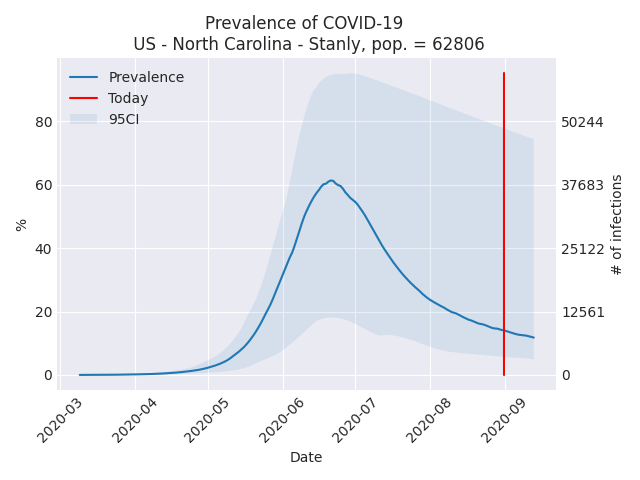 Prevalence of COVID-19
US - North Carolina - Stanly, pop. = 62806
Prevalence
Today
95CI
80
60
40
20
0
%
50244
37683
25122
12561
0
# of infections
2020-03
2020-04
2020-05
2020-06
2020-07
2020-08
2020-09
Date